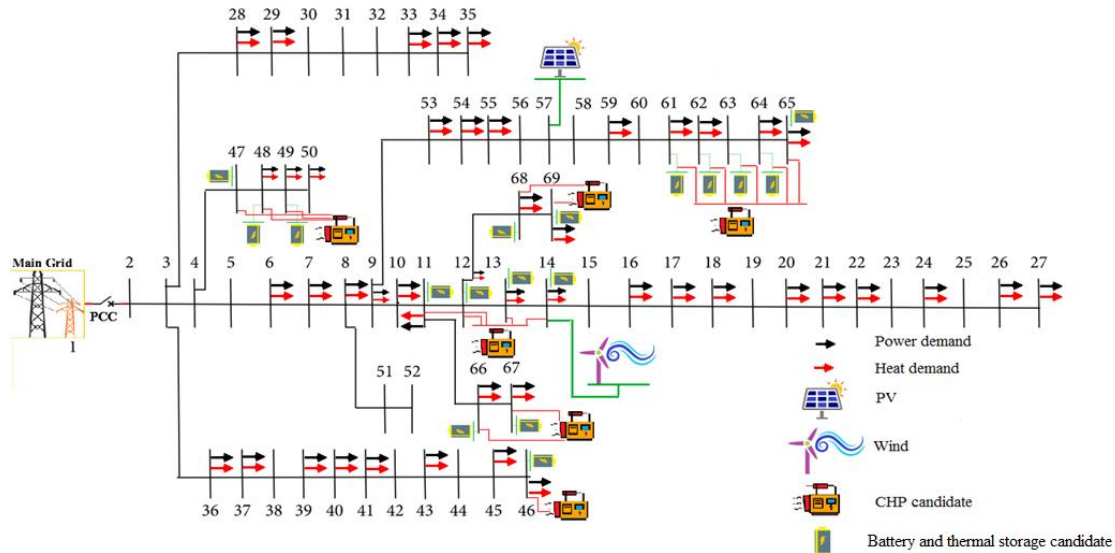 28 29 30 31 32 33 34 35
53 54 55 56 57 58 59 60 61 62 63 64 65
47 48 49 50
68 69
Main Grid
PCC
1
2 3 4 5 6 7 8 9 10 11 12 13 14 15 16 17 18 19 20 21 22 23 24 25 26 27
51 52
66 67
36 37 38 39 40 41 42 43 44 45 46
Power demand
Heat demand
PV
Wind
CHP candidate
Battery and thermal storage candidate